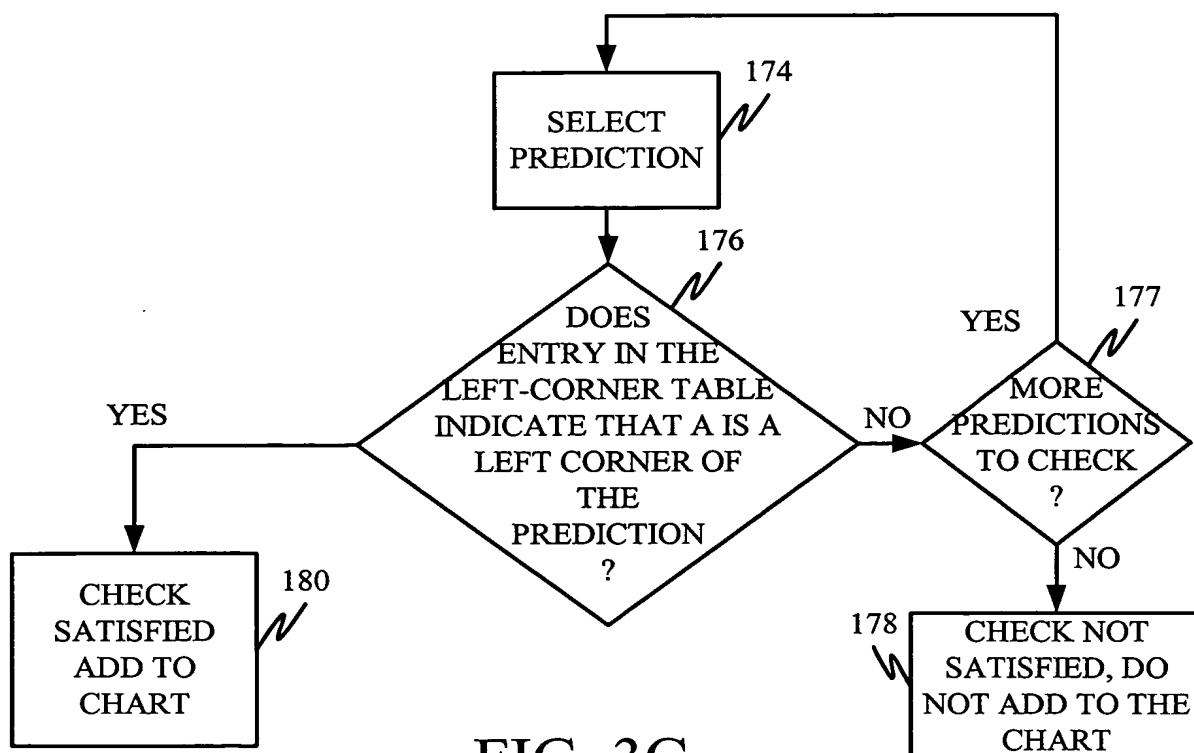 174
SELECT
PREDICTION
176
DOES
ENTRY IN THE
LEFT-CORNER TABLE
INDICATE THAT A IS A
LEFT CORNER OF
THE
PREDICTION
?
YES
NO
YES
177
MORE
PREDICTIONS
TO CHECK
?
NO
CHECK
SATISFIED
ADD TO
CHART
180
178
CHECK NOT
SATISFIED, DO
NOT ADD TO THE
CHART
FIG. 3C